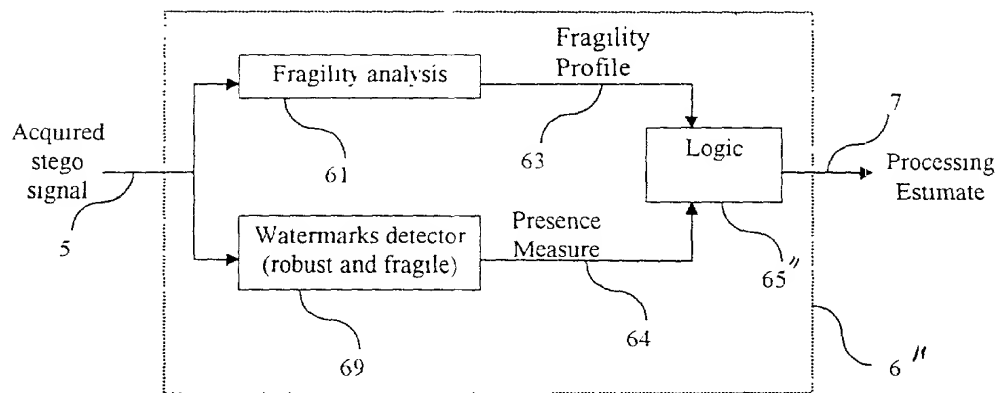 Fragility
Profile
Fragility analysis
61
63
7
Acquired
stego
signal
5
Logic
Processing
Estimate
Watermarks detector
(robust and fragile)
Presence
Measure
65"
64
69
6"